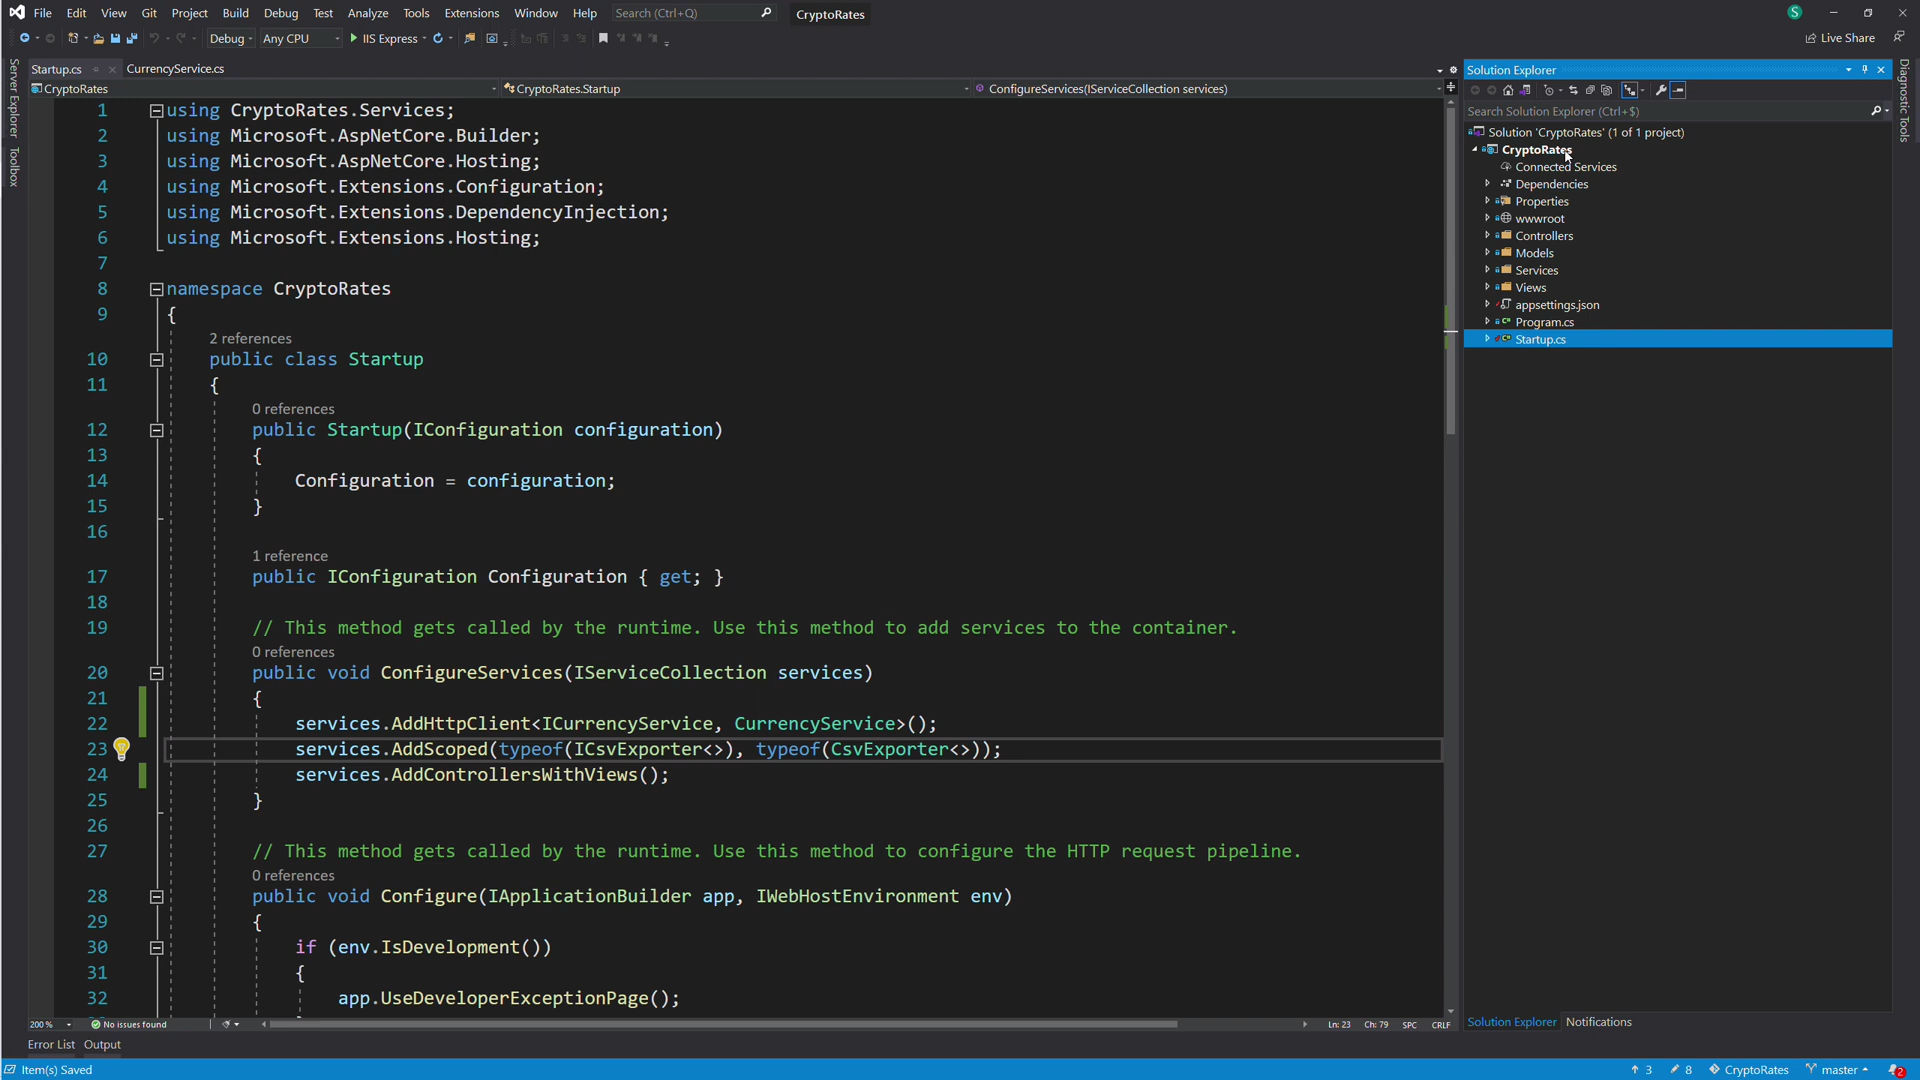 File Edit View Git Project Build Debug Test Analyze Tools Extensions Window Help Search (Ctrl+Q) CryptoRates S
Debug Any CPU IIS Express Live Share
Server Explorer
Toolbox
Startup.cs CurrencyService.cs
CryptoRates CryptoRates.Startup ConfigureServices(IServiceCollection services)
1 using CryptoRates.Services;
2 using Microsoft.AspNetCore.Builder;
3 using Microsoft.AspNetCore.Hosting;
4 using Microsoft.Extensions.Configuration;
5 using Microsoft.Extensions.DependencyInjection;
6 using Microsoft.Extensions.Hosting;
7
8 namespace CryptoRates
9 {
2 references
10 public class Startup
11 {
0 references
12 public Startup(IConfiguration configuration)
13 {
14 Configuration = configuration;
15 }
16
1 reference
17 public IConfiguration Configuration { get; }
18
19 // This method gets called by the runtime. Use this method to add services to the container.
0 references
20 public void ConfigureServices(IServiceCollection services)
21 {
22 services.AddHttpClient<ICurrencyService, CurrencyService>();
23 services.AddScoped(typeof(ICsvExporter<>), typeof(CsvExporter<>));
24 services.AddControllersWithViews();
25 }
26
27 // This method gets called by the runtime. Use this method to configure the HTTP request pipeline.
0 references
28 public void Configure(IApplicationBuilder app, IWebHostEnvironment env)
29 {
30 if (env.IsDevelopment())
31 {
32 app.UseDeveloperExceptionPage();
200 % No issues found Ln: 23 Ch: 79 SPC CRLF
Error List Output
Solution Explorer
Search Solution Explorer (Ctrl+$)
Solution 'CryptoRates' (1 of 1 project)
CryptoRates
Connected Services
Dependencies
Properties
wwwroot
Controllers
Models
Services
Views
appsettings.json
Program.cs
Startup.cs
Solution Explorer Notifications
Diagnostic Tools
Item(s) Saved 3 8 CryptoRates master 2